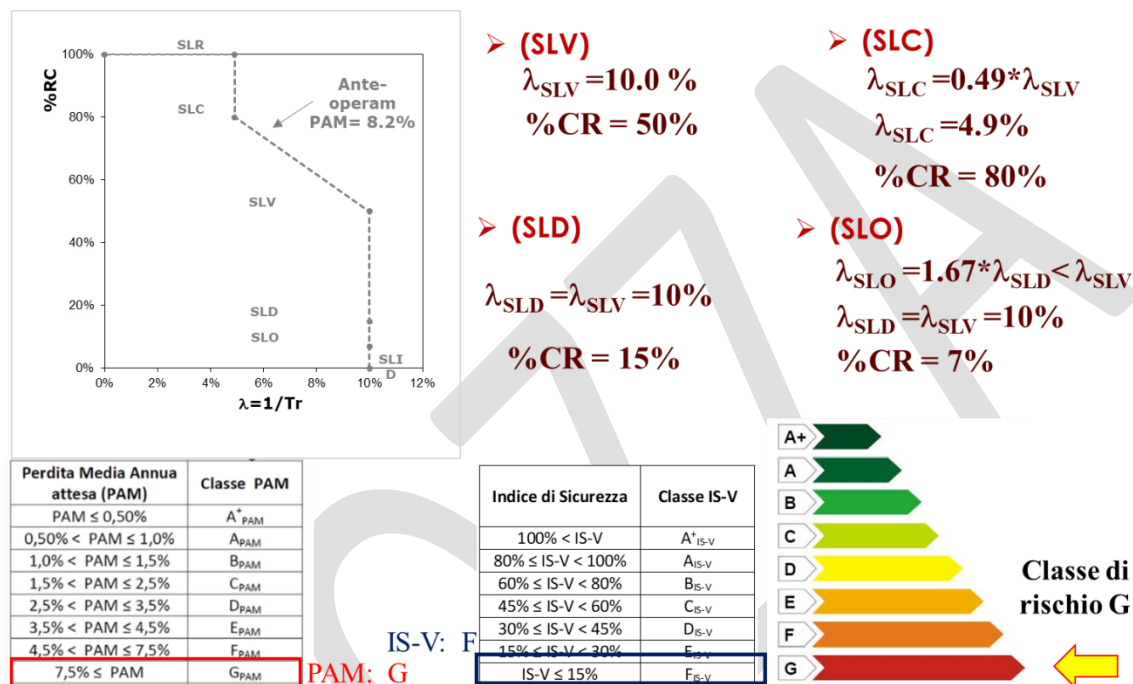 SLR
100%
80%
60%
40%
20%
0%
%RC
SLC
SLV
SLD
SLO
SLI
D
Ante-
operam
PAM= 8.2%
0% 2% 4% 6% 8% 10% 12%
λ=1/Tr
➢ (SLV)
λSLV =10.0 %
%CR = 50%
➢ (SLC)
λSLC =0.49*λSLV
λSLC =4.9%
%CR = 80%
➢ (SLD)
λSLD =λSLV =10%
%CR = 15%
➢ (SLO)
λSLO =1.67*λSLD< λSLV
λSLD =λSLV =10%
%CR = 7%
Perdita Media Annua
attesa (PAM) Classe PAM
PAM ≤ 0,50% A⁺PAM
0,50% < PAM ≤ 1,0% APAM
1,0% < PAM ≤ 1,5% BPAM
1,5% < PAM ≤ 2,5% CPAM
2,5% < PAM ≤ 3,5% DPAM
3,5% < PAM ≤ 4,5% EPAM
4,5% < PAM ≤ 7,5% FPAM
7,5% ≤ PAM GPAM
PAM: G
IS-V: F
Indice di Sicurezza Classe IS-V
100% < IS-V A⁺IS-V
80% ≤ IS-V < 100% AIS-V
60% ≤ IS-V < 80% BIS-V
45% ≤ IS-V < 60% CIS-V
30% ≤ IS-V < 45% DIS-V
15% ≤ IS-V < 30% EIS-V
IS-V ≤ 15% FIS-V
A+
A
B
C
D
E
F
G
Classe di
rischio G